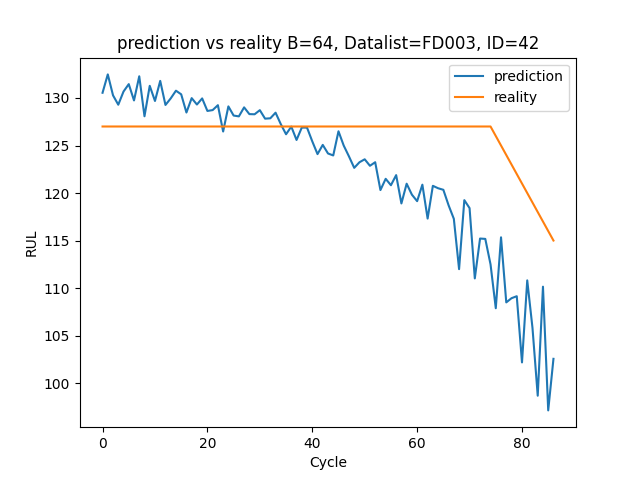 prediction vs reality B=64, Datalist=FD003, ID=42
prediction
reality
130
125
120
115
110
105
100
RUL
0 20 40 60 80
Cycle